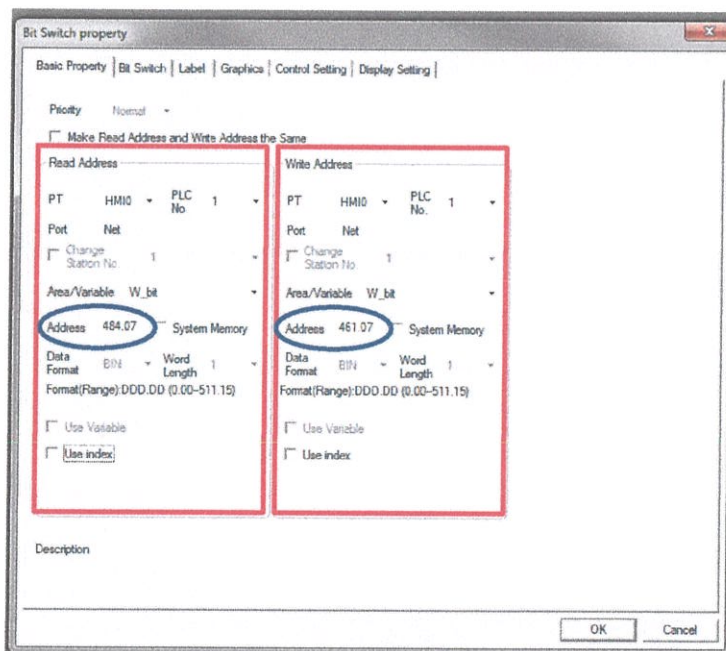 Bit Switch property
Basic Property | Bit Switch | Label | Graphics | Control Setting | Display Setting
Priority Normal
Make Read Address and Write Address the Same
Read Address
PT HMI0 PLC No 1
Port Net
Change Station No. 1
Area/Variable W_bit
Address 484.07 System Memory
Data Format BIN Word Length 1
Format(Range):DDD.DD (0.00--511.15)
Use Variable
Use index
Write Address
PT HMI0 PLC No. 1
Port Net
Change Station No. 1
Area/Variable W_bit
Address 461.07 System Memory
Data Format BIN Word Length 1
Format(Range):DDD.DD (0.00--511.15)
Use Variable
Use index
Description
OK Cancel